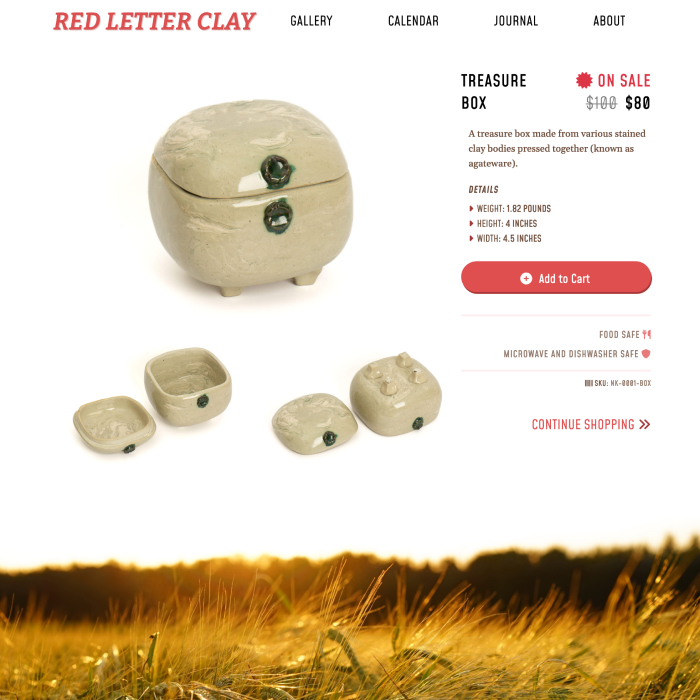 RED LETTER CLAY
GALLERY
CALENDAR
JOURNAL
ABOUT
TREASURE
BOX
ON SALE
$100 $80
A treasure box made from various stained
clay bodies pressed together (known as
agateware).
DETAILS
WEIGHT: 1.82 POUNDS
HEIGHT: 4 INCHES
WIDTH: 4.5 INCHES
Add to Cart
FOOD SAFE
MICROWAVE AND DISHWASHER SAFE
SKU: NK-0001-BOX
CONTINUE SHOPPING